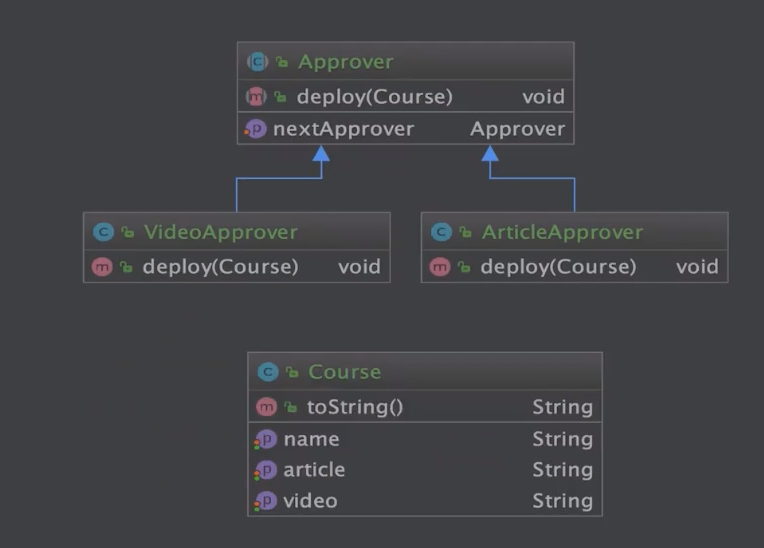 Approver
deploy(Course) void
nextApprover Approver
VideoApprover
deploy(Course) void
ArticleApprover
deploy(Course) void
Course
toString() String
name String
article String
video String